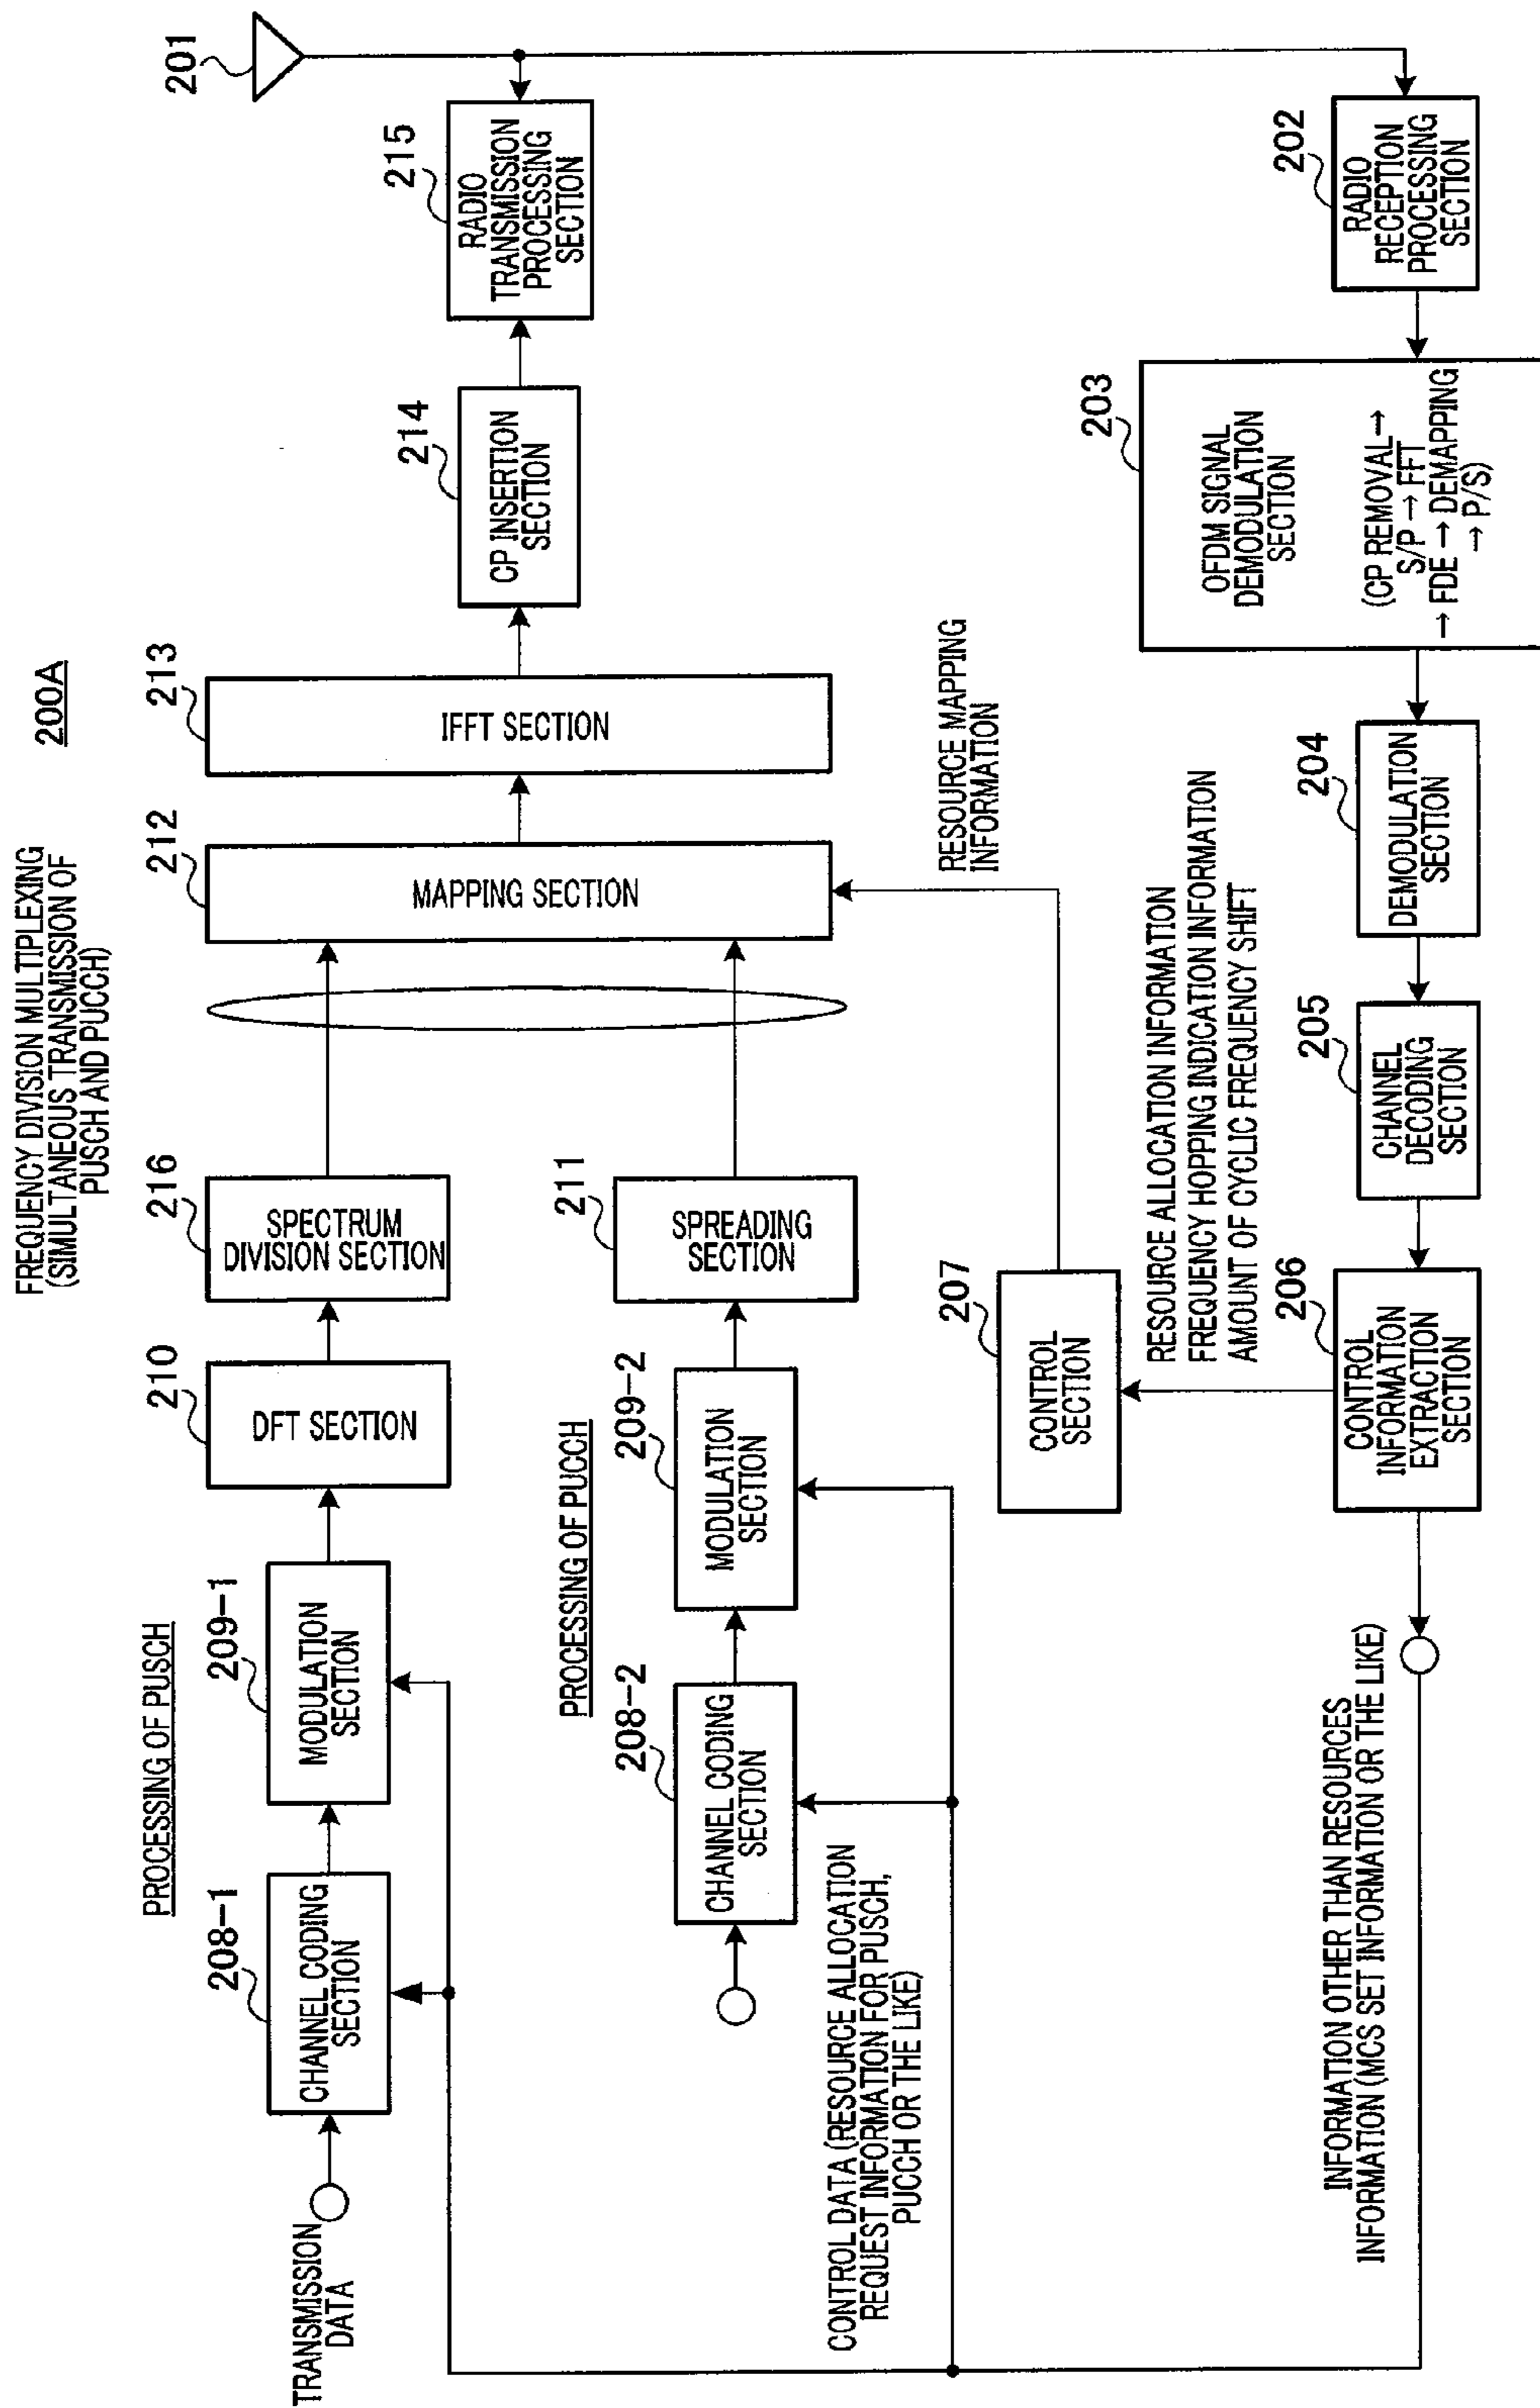 200A
FREQUENCY DIVISION MULTIPLEXING
(SIMULTANEOUS TRANSMISSION OF
PUSCH AND PUCCH)
PROCESSING OF PUSCH
TRANSMISSION
DATA
208-1
CHANNEL CODING
SECTION
209-1
MODULATION
SECTION
210
DFT SECTION
216
SPECTRUM
DIVISION SECTION
212
MAPPING SECTION
213
IFFT SECTION
214
CP INSERTION
SECTION
215
RADIO
TRANSMISSION
PROCESSING
SECTION
201
PROCESSING OF PUCCH
208-2
CHANNEL CODING
SECTION
209-2
MODULATION
SECTION
211
SPREADING
SECTION
CONTROL DATA (RESOURCE ALLOCATION
REQUEST INFORMATION FOR PUSCH,
PUCCH OR THE LIKE)
207
CONTROL
SECTION
RESOURCE MAPPING
INFORMATION
RESOURCE ALLOCATION INFORMATION
FREQUENCY HOPPING INDICATION INFORMATION
AMOUNT OF CYCLIC FREQUENCY SHIFT
INFORMATION OTHER THAN RESOURCES
INFORMATION (MCS SET INFORMATION OR THE LIKE)
206
CONTROL
INFORMATION
EXTRACTION
SECTION
205
CHANNEL
DECODING
SECTION
204
DEMODULATION
SECTION
203
OFDM SIGNAL
DEMODULATION
SECTION
(CP REMOVAL→
S/P → FFT
→ FDE → DEMAPPING
→ P/S)
202
RADIO
RECEPTION
PROCESSING
SECTION